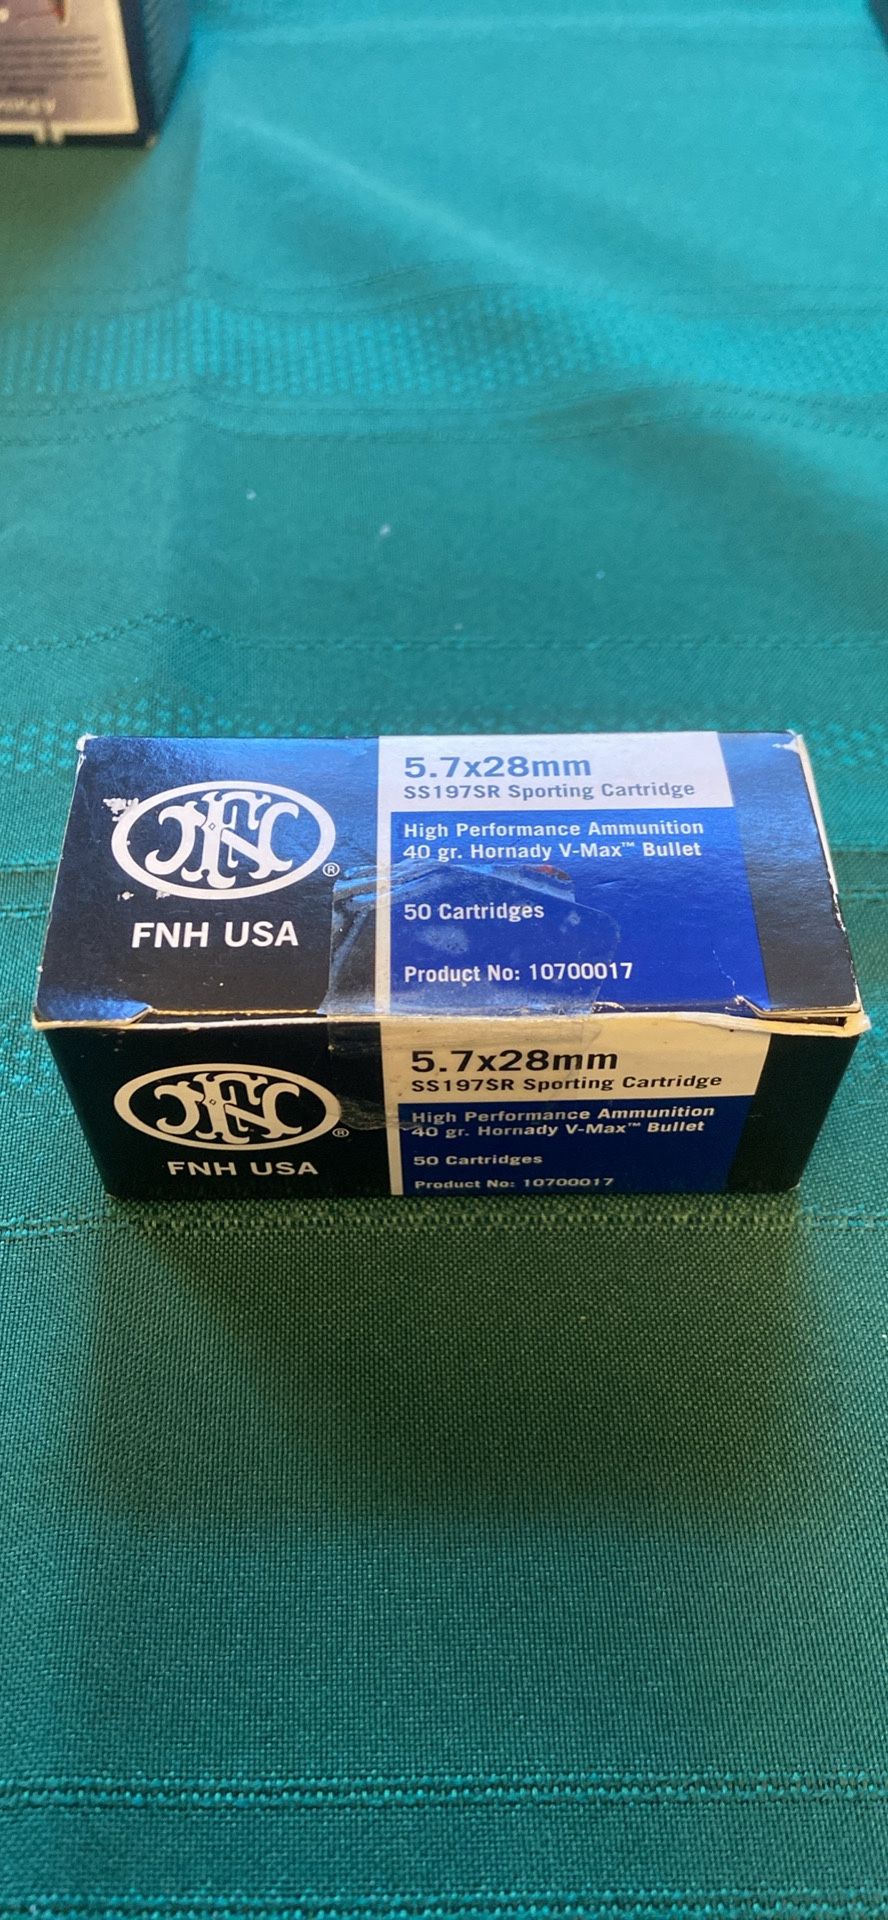 FN
®
FNH USA
5.7x28mm
SS197SR Sporting Cartridge
High Performance Ammunition
40 gr. Hornady V-Max™ Bullet
50 Cartridges
Product No: 10700017
FN
®
FNH USA
5.7x28mm
SS197SR Sporting Cartridge
High Performance Ammunition
40 gr. Hornady V-Max™ Bullet
50 Cartridges
Product No: 10700017